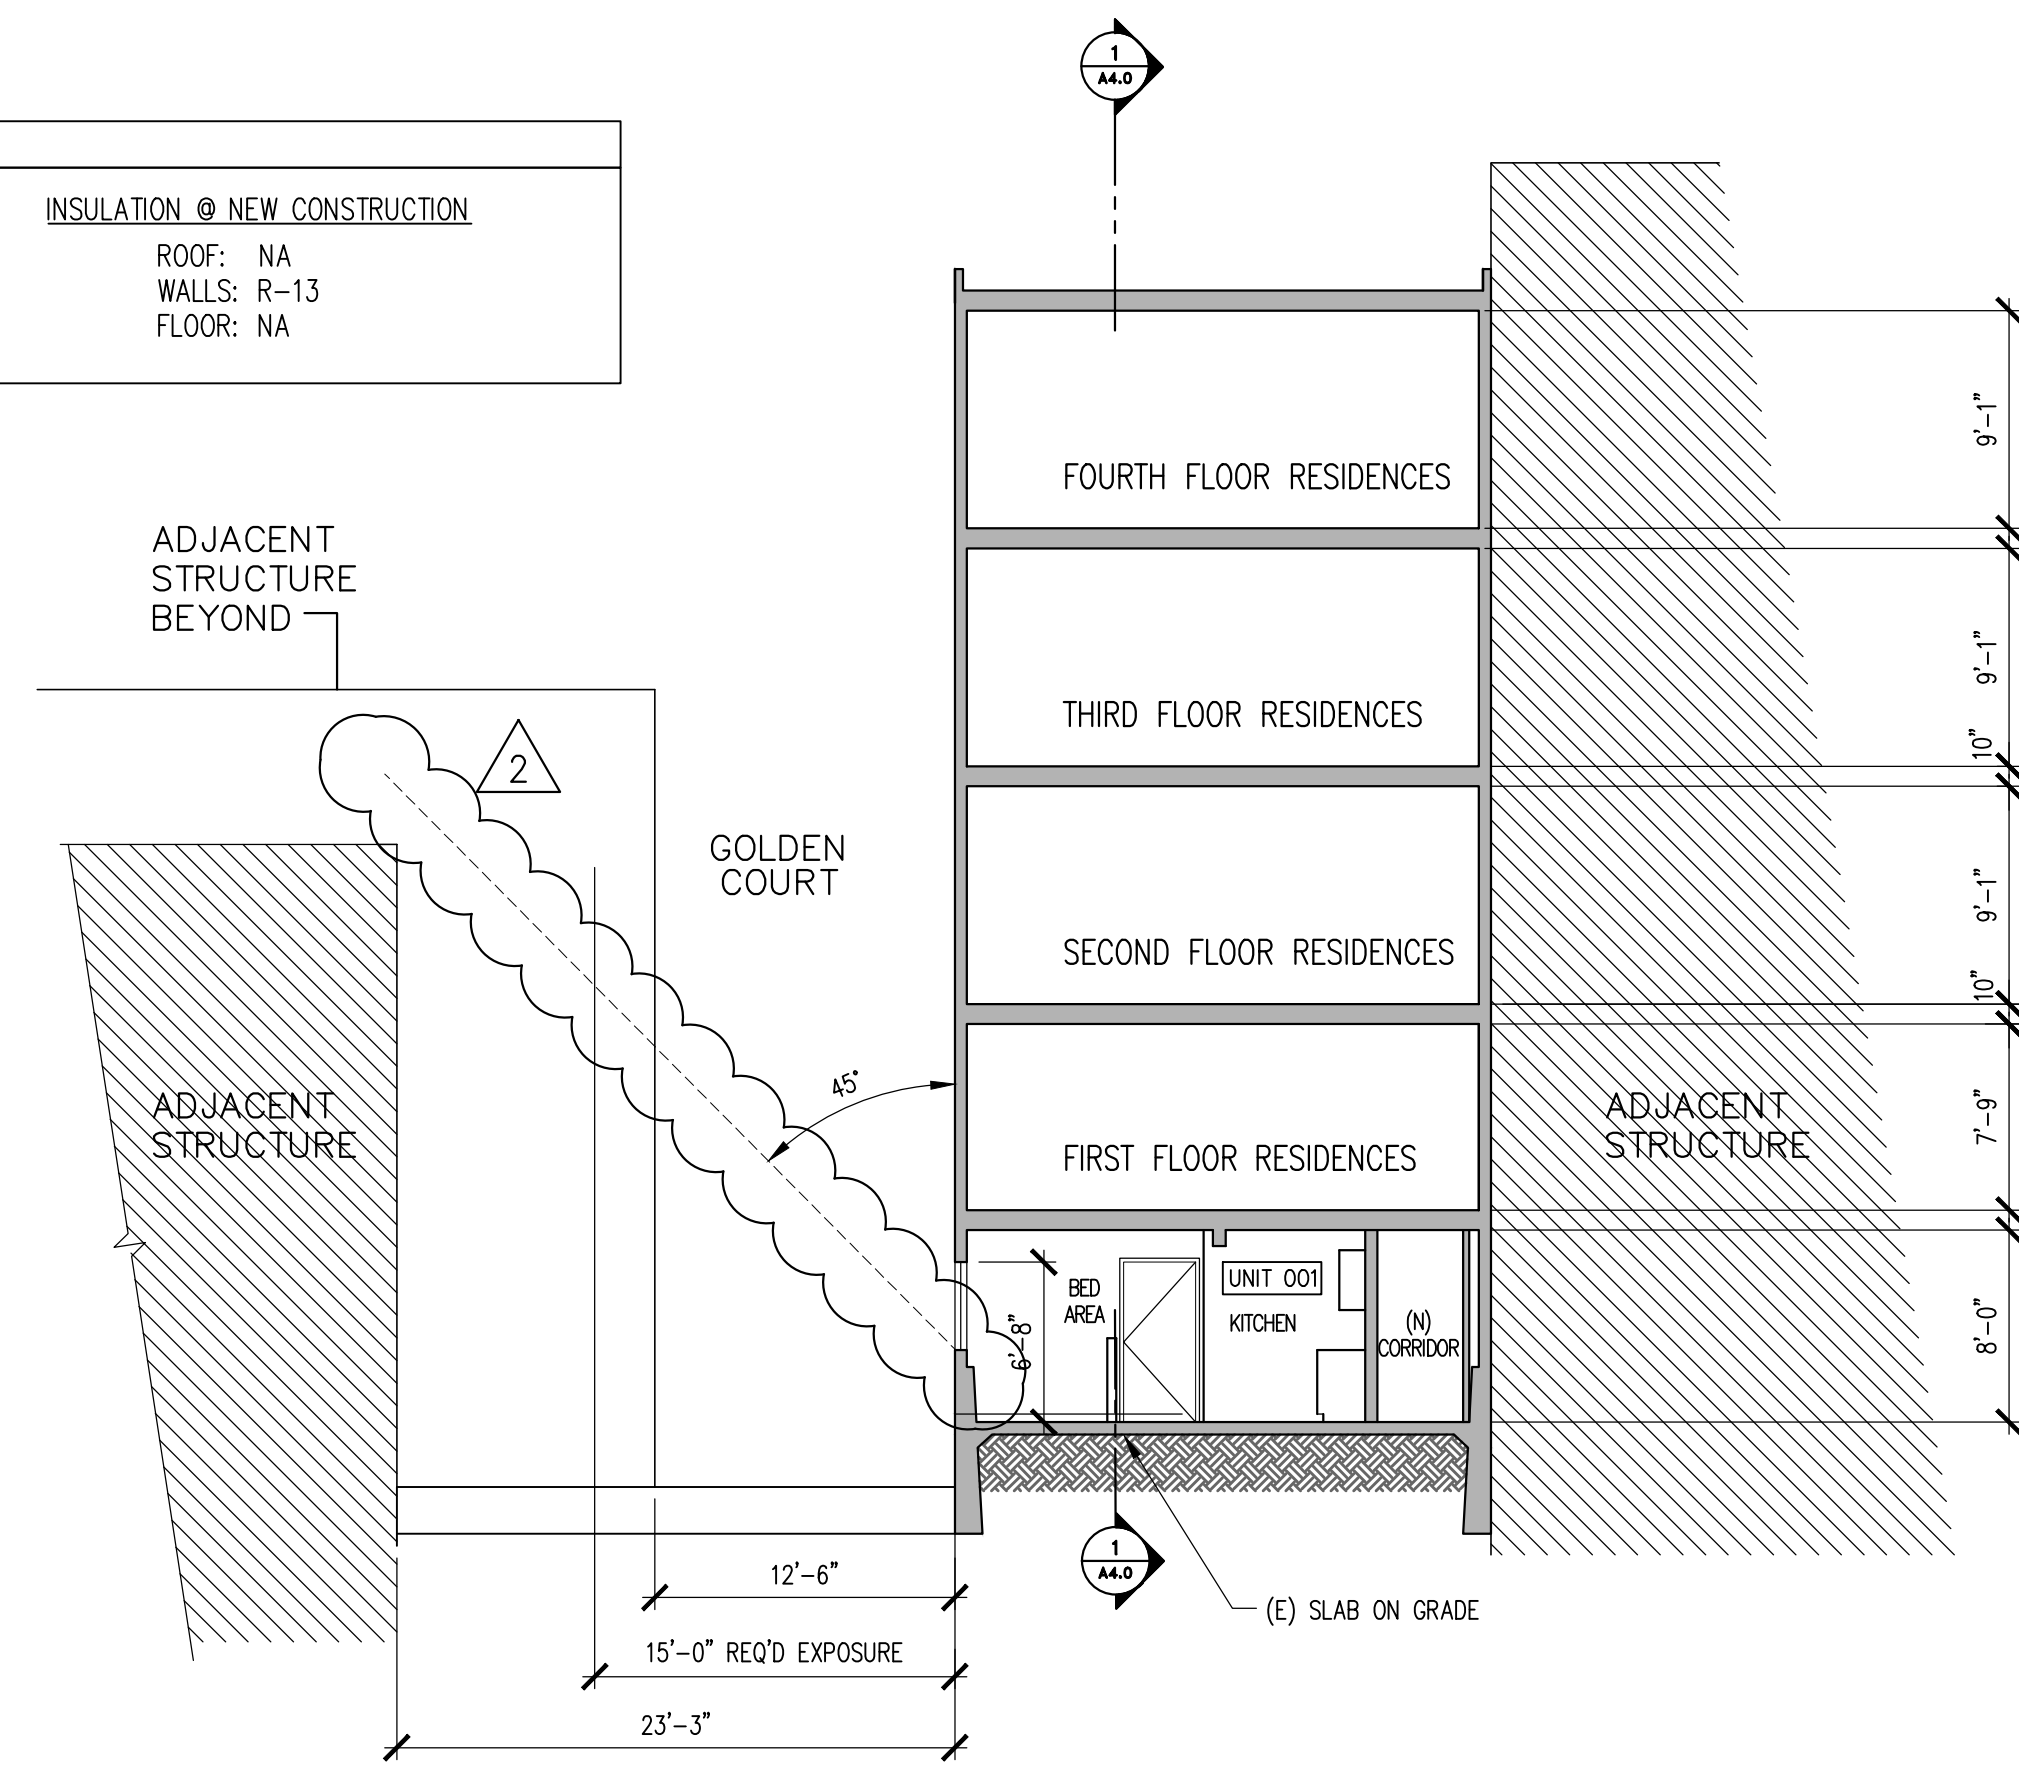 1
A4.0
INSULATION @ NEW CONSTRUCTION
ROOF: NA
WALLS: R-13
FLOOR: NA
9'-1"
FOURTH FLOOR RESIDENCES
ADJACENT
STRUCTURE
BEYOND
9'-1"
THIRD FLOOR RESIDENCES
10"
2
GOLDEN
COURT
9'-1"
SECOND FLOOR RESIDENCES
10"
45°
ADJACENT
STRUCTURE
ADJACENT
STRUCTURE
7'-9"
FIRST FLOOR RESIDENCES
BED
AREA
UNIT 001
KITCHEN
(N)
CORRIDOR
6'-8"
8'-0"
1
A4.0
12'-6"
(E) SLAB ON GRADE
15'-0" REQ'D EXPOSURE
23'-3"